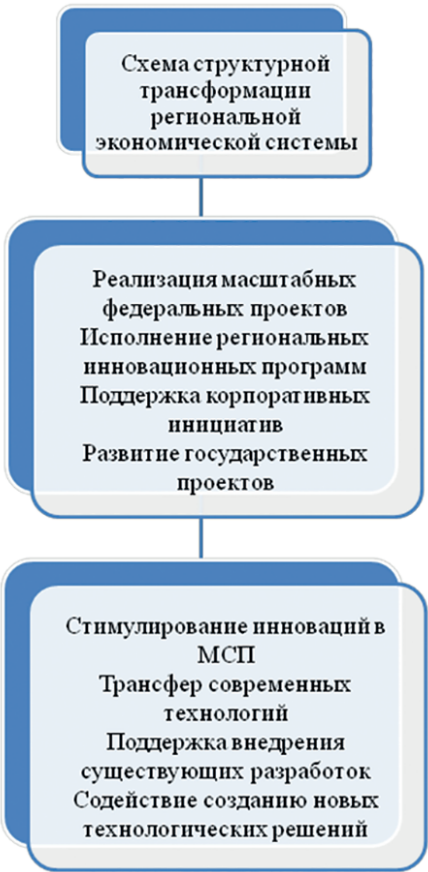 Схема структурной
трансформации
региональной
экономической системы
Реализация масштабных
федеральных проектов
Исполнение региональных
инновационных программ
Поддержка корпоративных
инициатив
Развитие государственных
проектов
Стимулирование инноваций в
МСП
Трансфер современных
технологий
Поддержка внедрения
существующих разработок
Содействие созданию новых
технологических решений